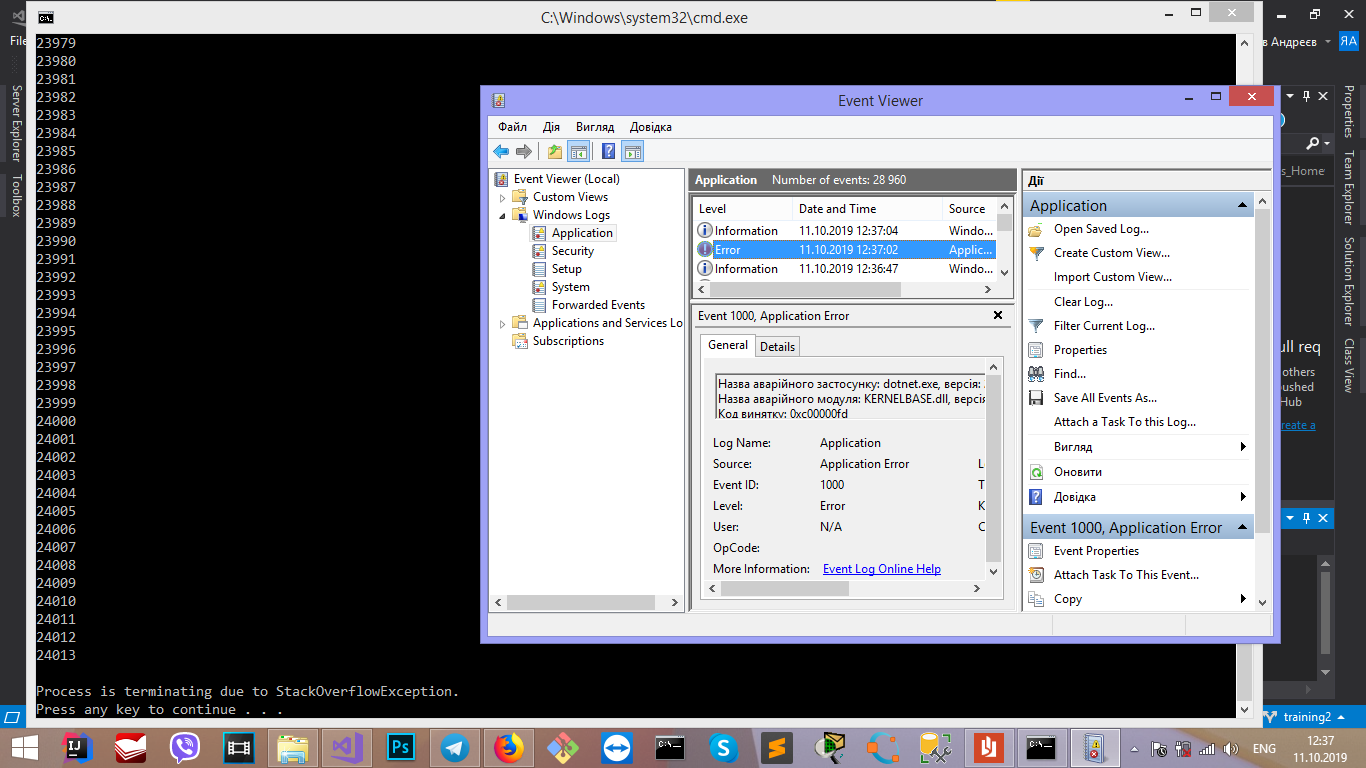 C:\Windows\system32\cmd.exe
File
в Андреєв
ЯА
23979
23980
23981
23982
23983
23984
23985
23986
23987
23988
23989
23990
23991
23992
23993
23994
23995
23996
23997
23998
23999
24000
24001
24002
24003
24004
24005
24006
24007
24008
24009
24010
24011
24012
24013
Process is terminating due to StackOverflowException.
Press any key to continue . . .
Server Explorer
Toolbox
Event Viewer
Файл Дія Вигляд Довідка
Event Viewer (Local)
Custom Views
Windows Logs
Application
Security
Setup
System
Forwarded Events
Applications and Services Lo
Subscriptions
Application Number of events: 28 960
Level Date and Time Source
Information 11.10.2019 12:37:04 Windo...
Error 11.10.2019 12:37:02 Applic...
Information 11.10.2019 12:36:47 Windo...
Event 1000, Application Error
General Details
Назва аварійного застосунку: dotnet.exe, версія:
Назва аварійного модуля: KERNELBASE.dll, версія
Код винятку: 0xc00000fd
Log Name: Application
Source: Application Error
Event ID: 1000
Level: Error
User: N/A
OpCode:
More Information: Event Log Online Help
Дії
Application
Open Saved Log...
Create Custom View...
Import Custom View...
Clear Log...
Filter Current Log...
Properties
Find...
Save All Events As...
Attach a Task To this Log...
Вигляд
Оновити
Довідка
Event 1000, Application Error
Event Properties
Attach Task To This Event...
Copy
Properties
Team Explorer
Solution Explorer
Class View
s_Home
ull req
others
ushed
Hub
reate a
training2
ENG
12:37
11.10.2019